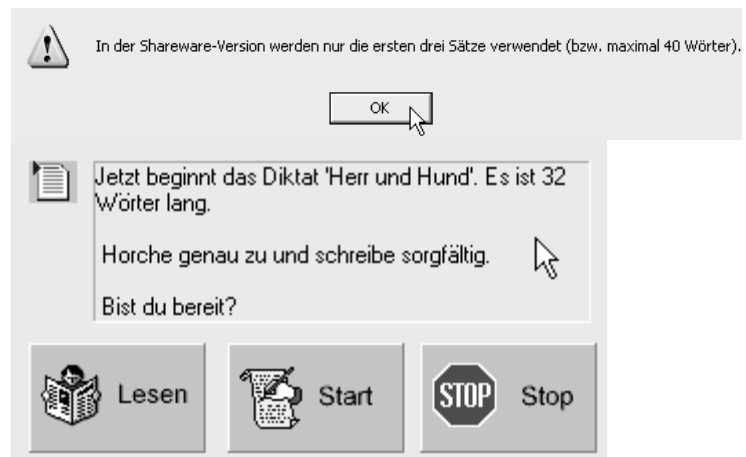 In der Shareware-Version werden nur die ersten drei Sätze verwendet (bzw. maximal 40 Wörter).
OK
Jetzt beginnt das Diktat 'Herr und Hund'. Es ist 32
Wörter lang.
Horche genau zu und schreibe sorgfältig.
Bist du bereit?
Lesen
Start
STOP
Stop